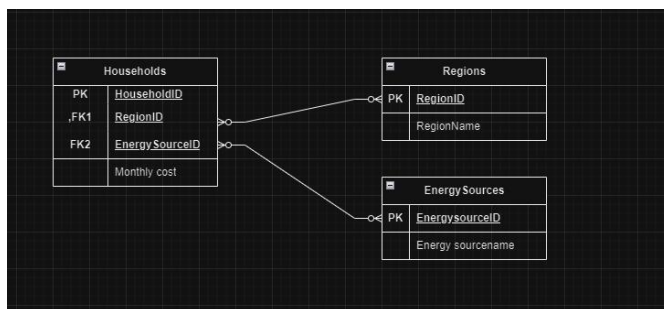 Households
PK HouseholdID
,FK1 RegionID
FK2 EnergySourceID
Monthly cost
Regions
PK RegionID
RegionName
EnergySources
PK EnergysourceID
Energy sourcename